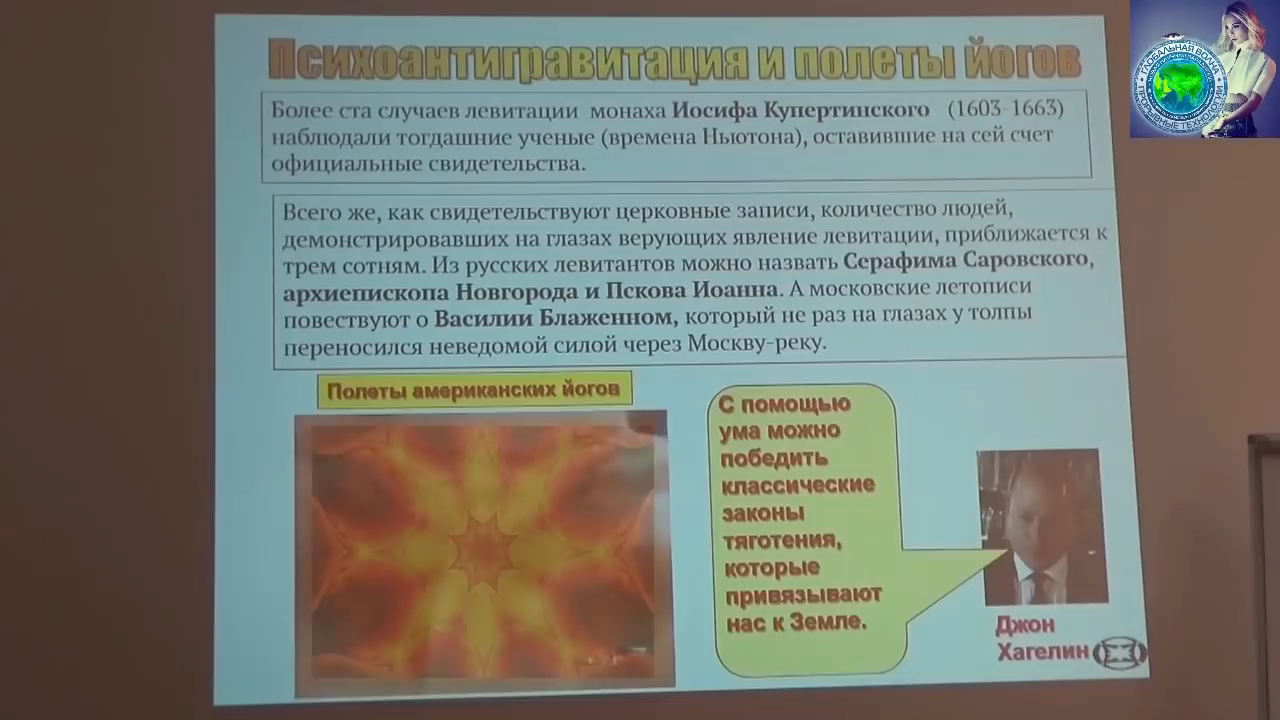 Психоантигравитация и полеты йогов
Более ста случаев левитации монаха Иосифа Купертинского (1603-1663)
наблюдали тогдашние ученые (времена Ньютона), оставившие на сей счет
официальные свидетельства.
Всего же, как свидетельствуют церковные записи, количество людей,
демонстрировавших на глазах верующих явление левитации, приближается к
трем сотням. Из русских левитантов можно назвать Серафима Саровского,
архиепископа Новгорода и Пскова Иоанна. А московские летописи
повествуют о Василии Блаженном, который не раз на глазах у толпы
переносился неведомой силой через Москву-реку.
Полеты американских йогов
С помощью
ума можно
победить
классические
законы
тяготения,
которые
привязывают
нас к Земле.
Джон
Хагелин
ГЛОБАЛЬНАЯ ВОЛНА
ПРОРЫВНЫЕ ТЕХНОЛОГИИ